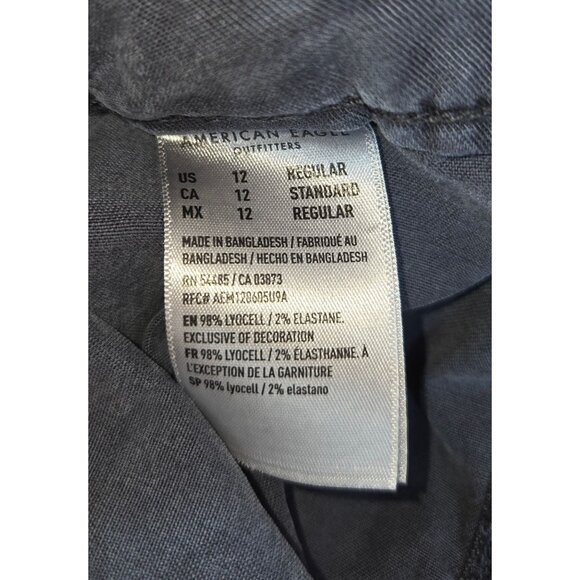 AMERICAN EAGLE
OUTFITTERS
US 12 REGULAR
CA 12 STANDARD
MX 12 REGULAR
MADE IN BANGLADESH / FABRIQUÉ AU
BANGLADESH / HECHO EN BANGLADESH
RN 54485 / CA 03873
RFC# AEM120605U9A
EN 98% LYOCELL / 2% ELASTANE.
EXCLUSIVE OF DECORATION
FR 98% LYOCELL / 2% ÉLASTHANNE. À
L'EXCEPTION DE LA GARNITURE
SP 98% lyocell / 2% elastano